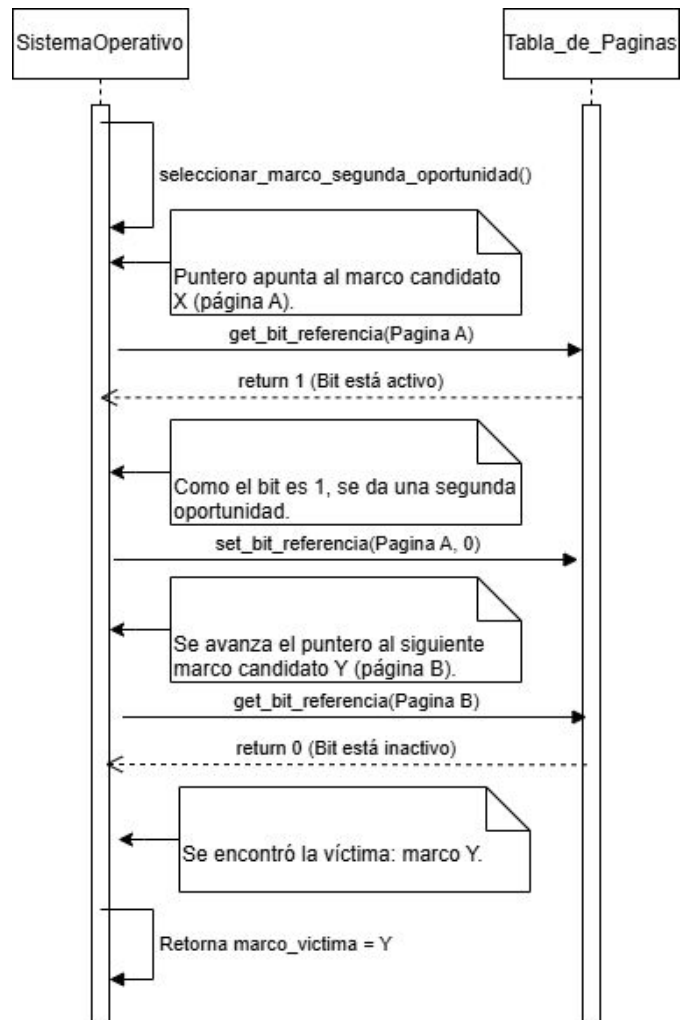 SistemaOperativo
Tabla_de_Paginas
seleccionar_marco_segunda_oportunidad()
Puntero apunta al marco candidato
X (página A).
get_bit_referencia(Pagina A)
return 1 (Bit está activo)
Como el bit es 1, se da una segunda
oportunidad.
set_bit_referencia(Pagina A, 0)
Se avanza el puntero al siguiente
marco candidato Y (página B).
get_bit_referencia(Pagina B)
return 0 (Bit está inactivo)
Se encontró la víctima: marco Y.
Retorna marco_victima = Y